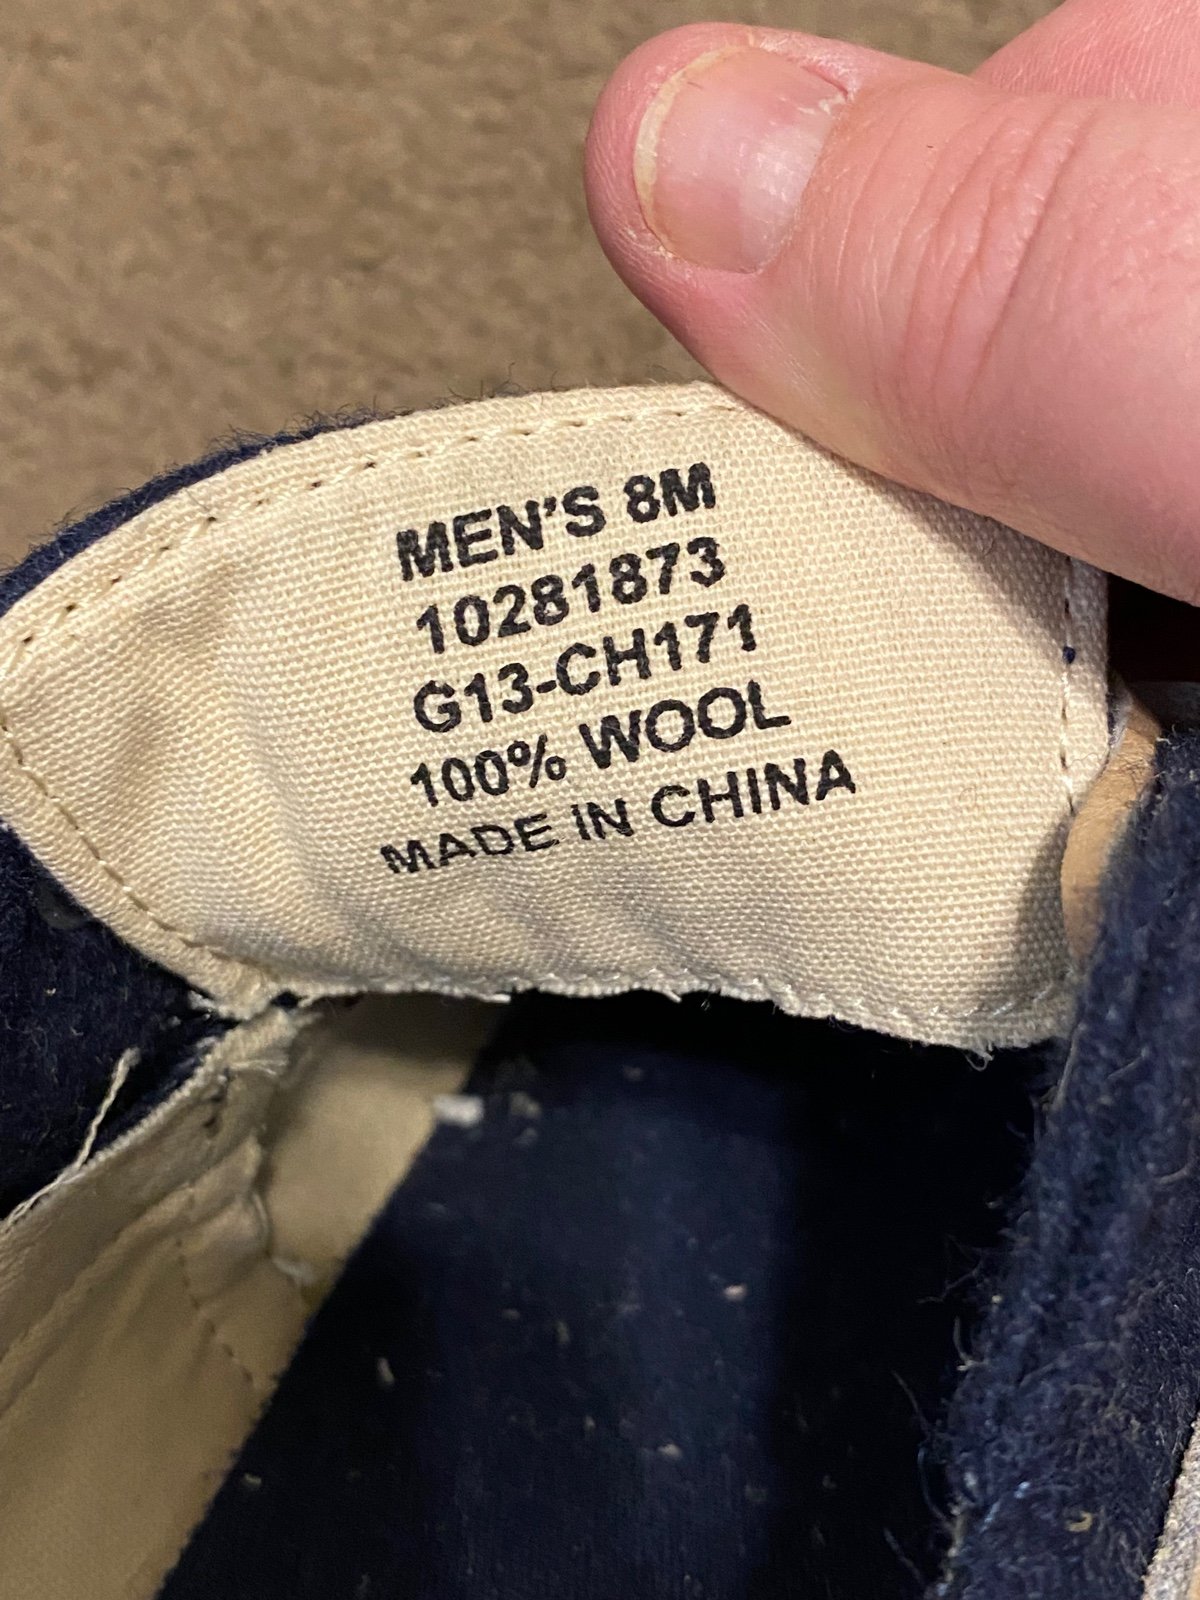 MEN'S 8M
10281873
G13-CH171
100% WOOL
MADE IN CHINA